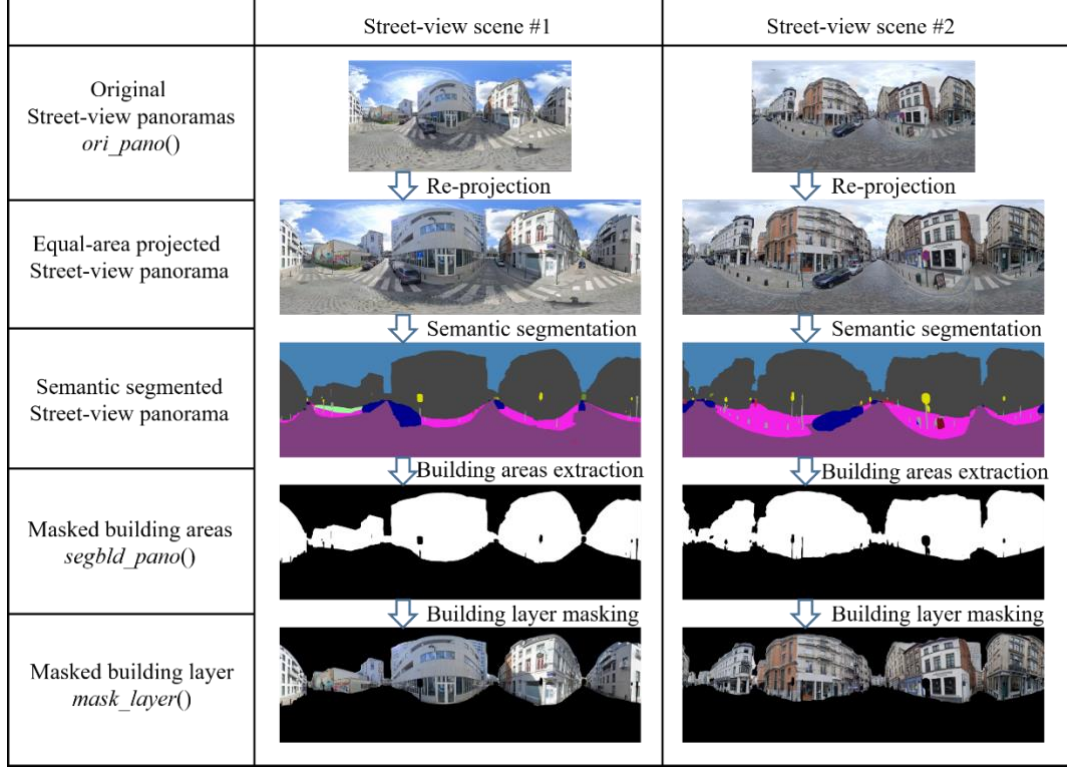 Street-view scene #1
Street-view scene #2
Original
Street-view panoramas
ori_pano()
Re-projection
Re-projection
Equal-area projected
Street-view panorama
Semantic segmentation
Semantic segmentation
Semantic segmented
Street-view panorama
Building areas extraction
Building areas extraction
Masked building areas
segbld_pano()
Building layer masking
Building layer masking
Masked building layer
mask_layer()